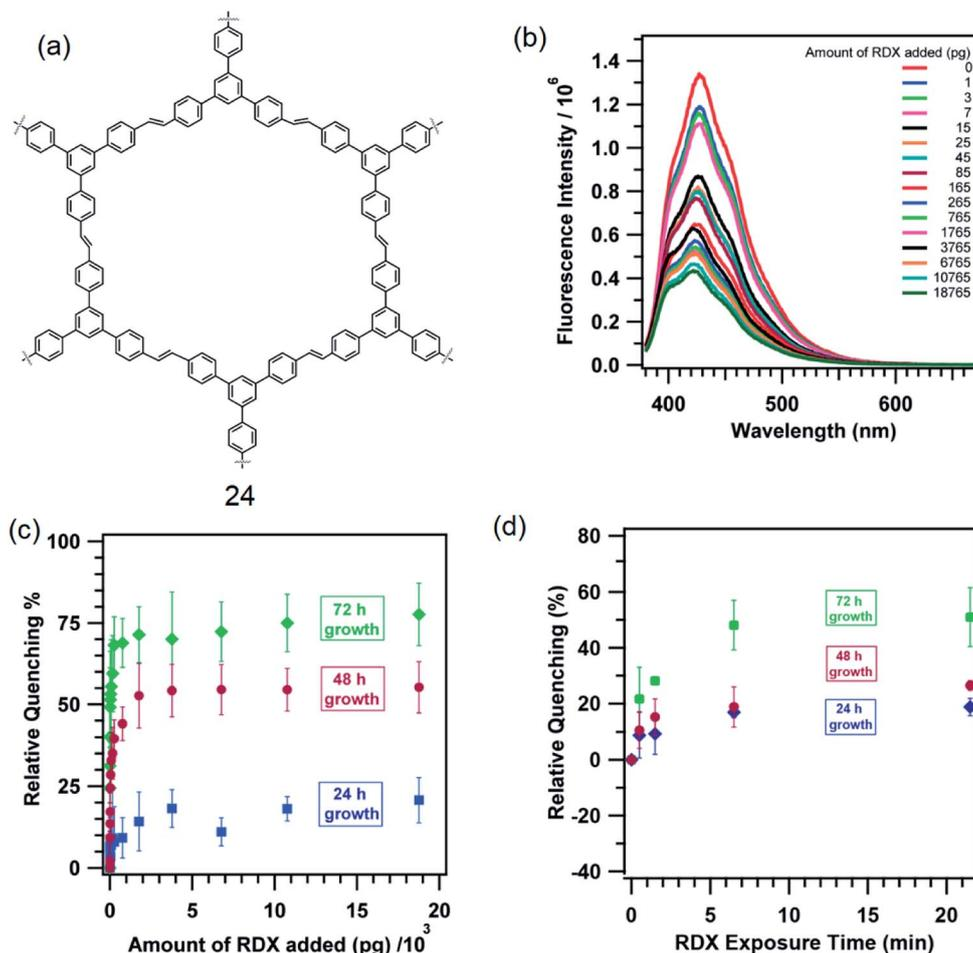 (a)
24
(b)
Fluorescence Intensity / 10^6
1.4
1.2
1.0
0.8
0.6
0.4
0.2
0.0
400
500
600
Wavelength (nm)
Amount of RDX added (pg)
0
1
3
7
15
25
45
85
165
265
765
1765
3765
6765
10765
18765
(c)
Relative Quenching %
100
75
50
25
0
72 h
growth
48 h
growth
24 h
growth
0
5
10
15
20
Amount of RDX added (pg) /10^3
(d)
Relative Quenching (%)
80
60
40
20
0
-20
-40
72 h
growth
48 h
growth
24 h
growth
0
5
10
15
20
RDX Exposure Time (min)